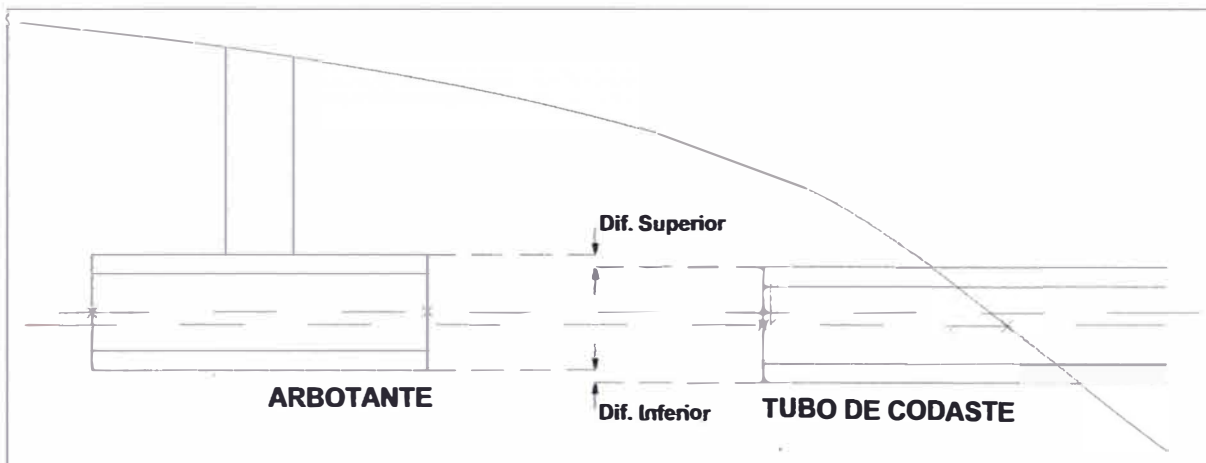 Dif. Superior
ARBOTANTE
Dif. Inferior
TUBO DE CODASTE